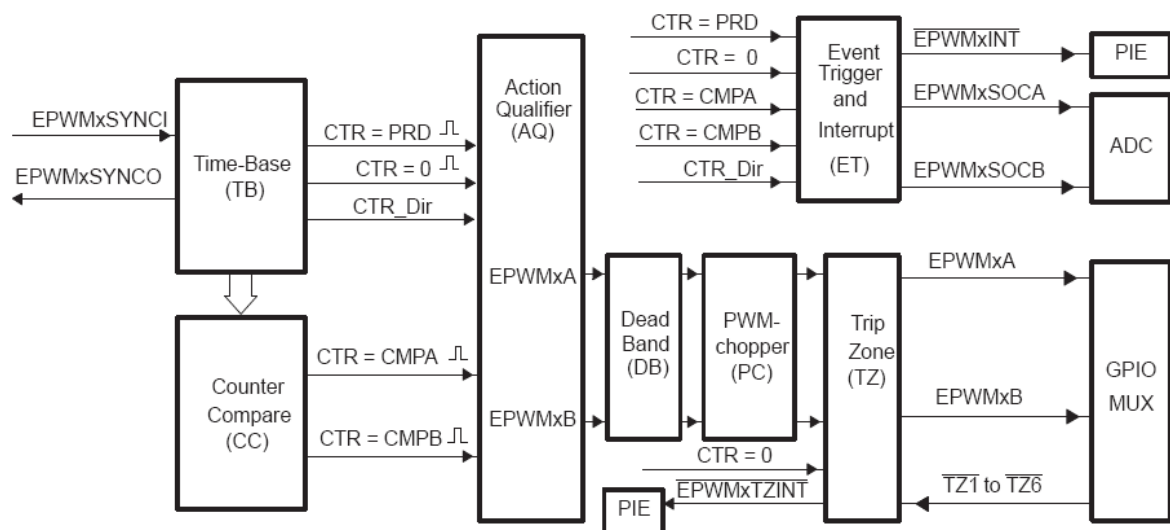 EPWMxSYNCI
EPWMxSYNCO
Time-Base
(TB)
CTR = PRD
CTR = 0
CTR_Dir
Counter
Compare
(CC)
CTR = CMPA
CTR = CMPB
Action
Qualifier
(AQ)
EPWMxA
EPWMxB
CTR = PRD
CTR = 0
CTR = CMPA
CTR = CMPB
CTR_Dir
Event
Trigger
and
Interrupt
(ET)
EPWMxINT
EPWMxSOCA
EPWMxSOCB
PIE
ADC
Dead
Band
(DB)
PWM-
chopper
(PC)
CTR = 0
EPWMxTZINT
PIE
Trip
Zone
(TZ)
EPWMxA
EPWMxB
TZ1 to TZ6
GPIO
MUX